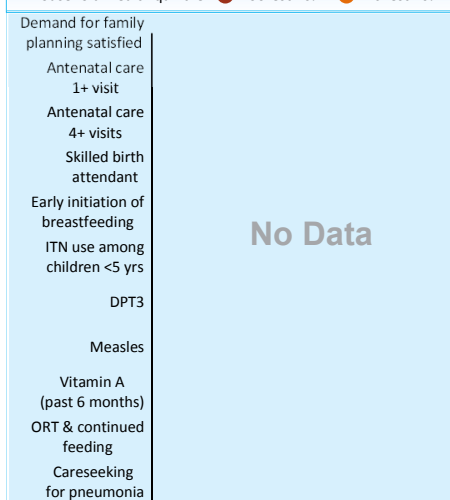 Demand for family
planning satisfied
Antenatal care
1+ visit
Antenatal care
4+ visits
Skilled birth
attendant
Early initiation of
breastfeeding
ITN use among
children <5 yrs
No Data
DPT3
Measles
Vitamin A
(past 6 months)
ORT & continued
feeding
Careseeking
for pneumonia